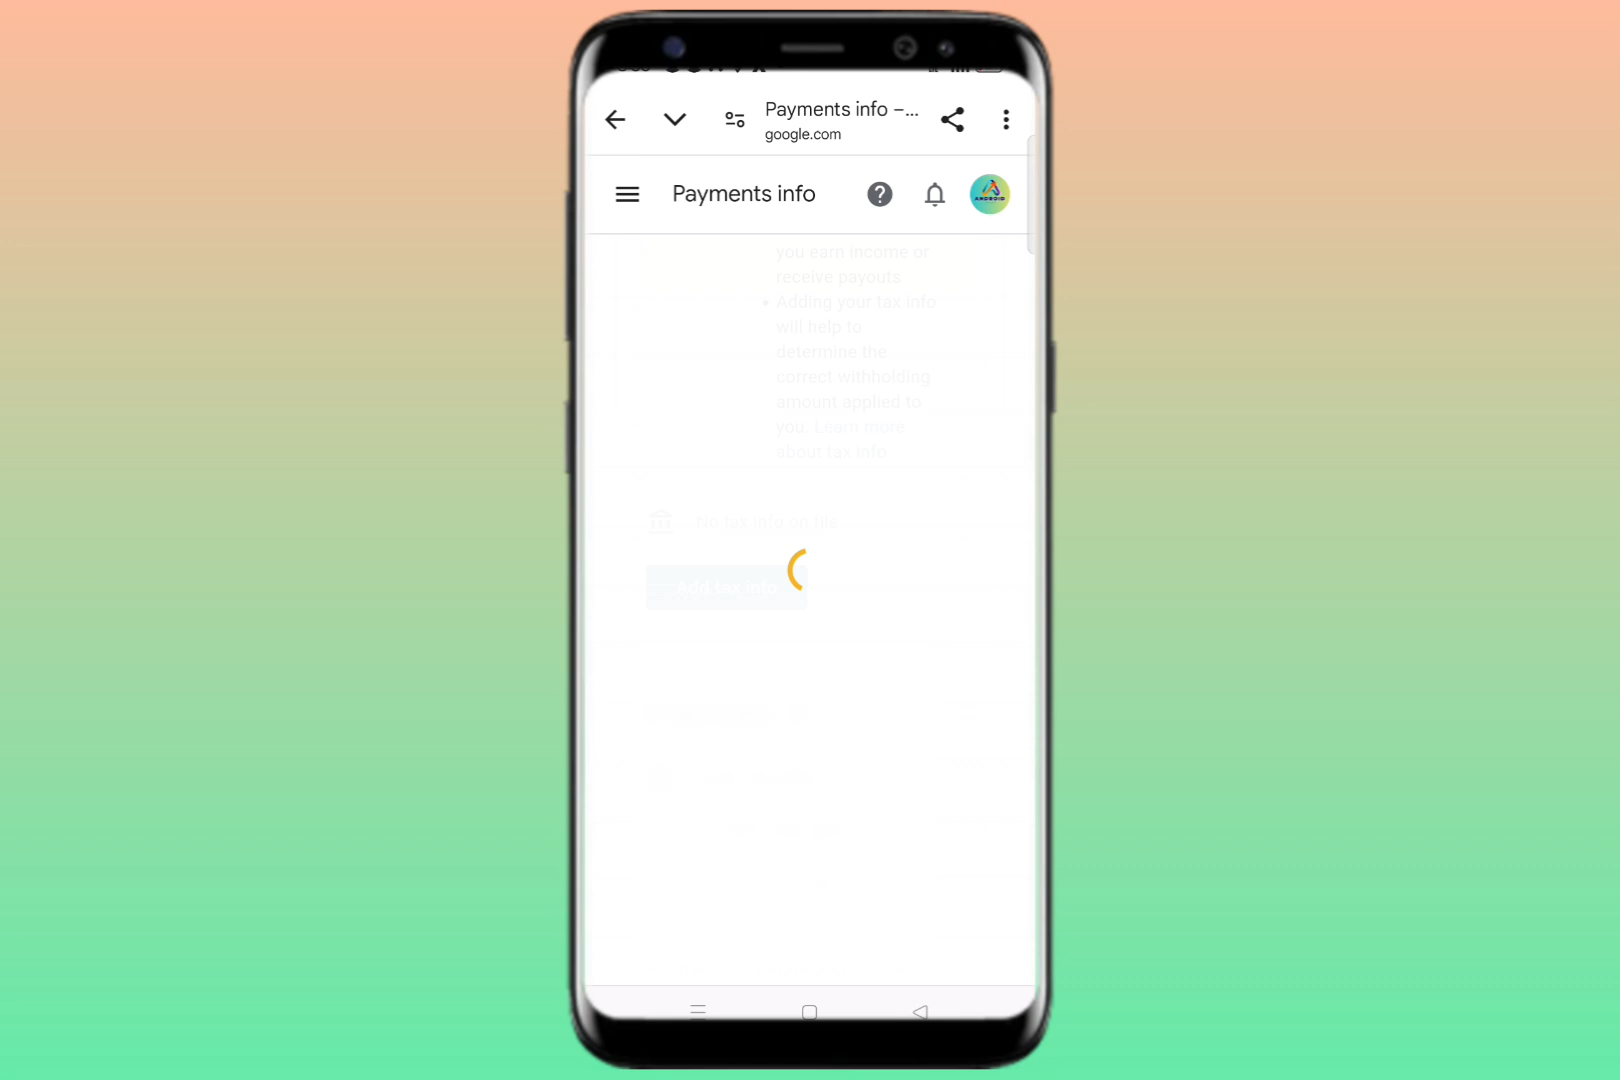 Payments info –...
google.com
Payments info
ANDROID
you earn income or
receive payouts
• Adding your tax info
will help to
determine the
correct withholding
amount applied to
you. Learn more
about tax info
No tax info on file
Add tax info